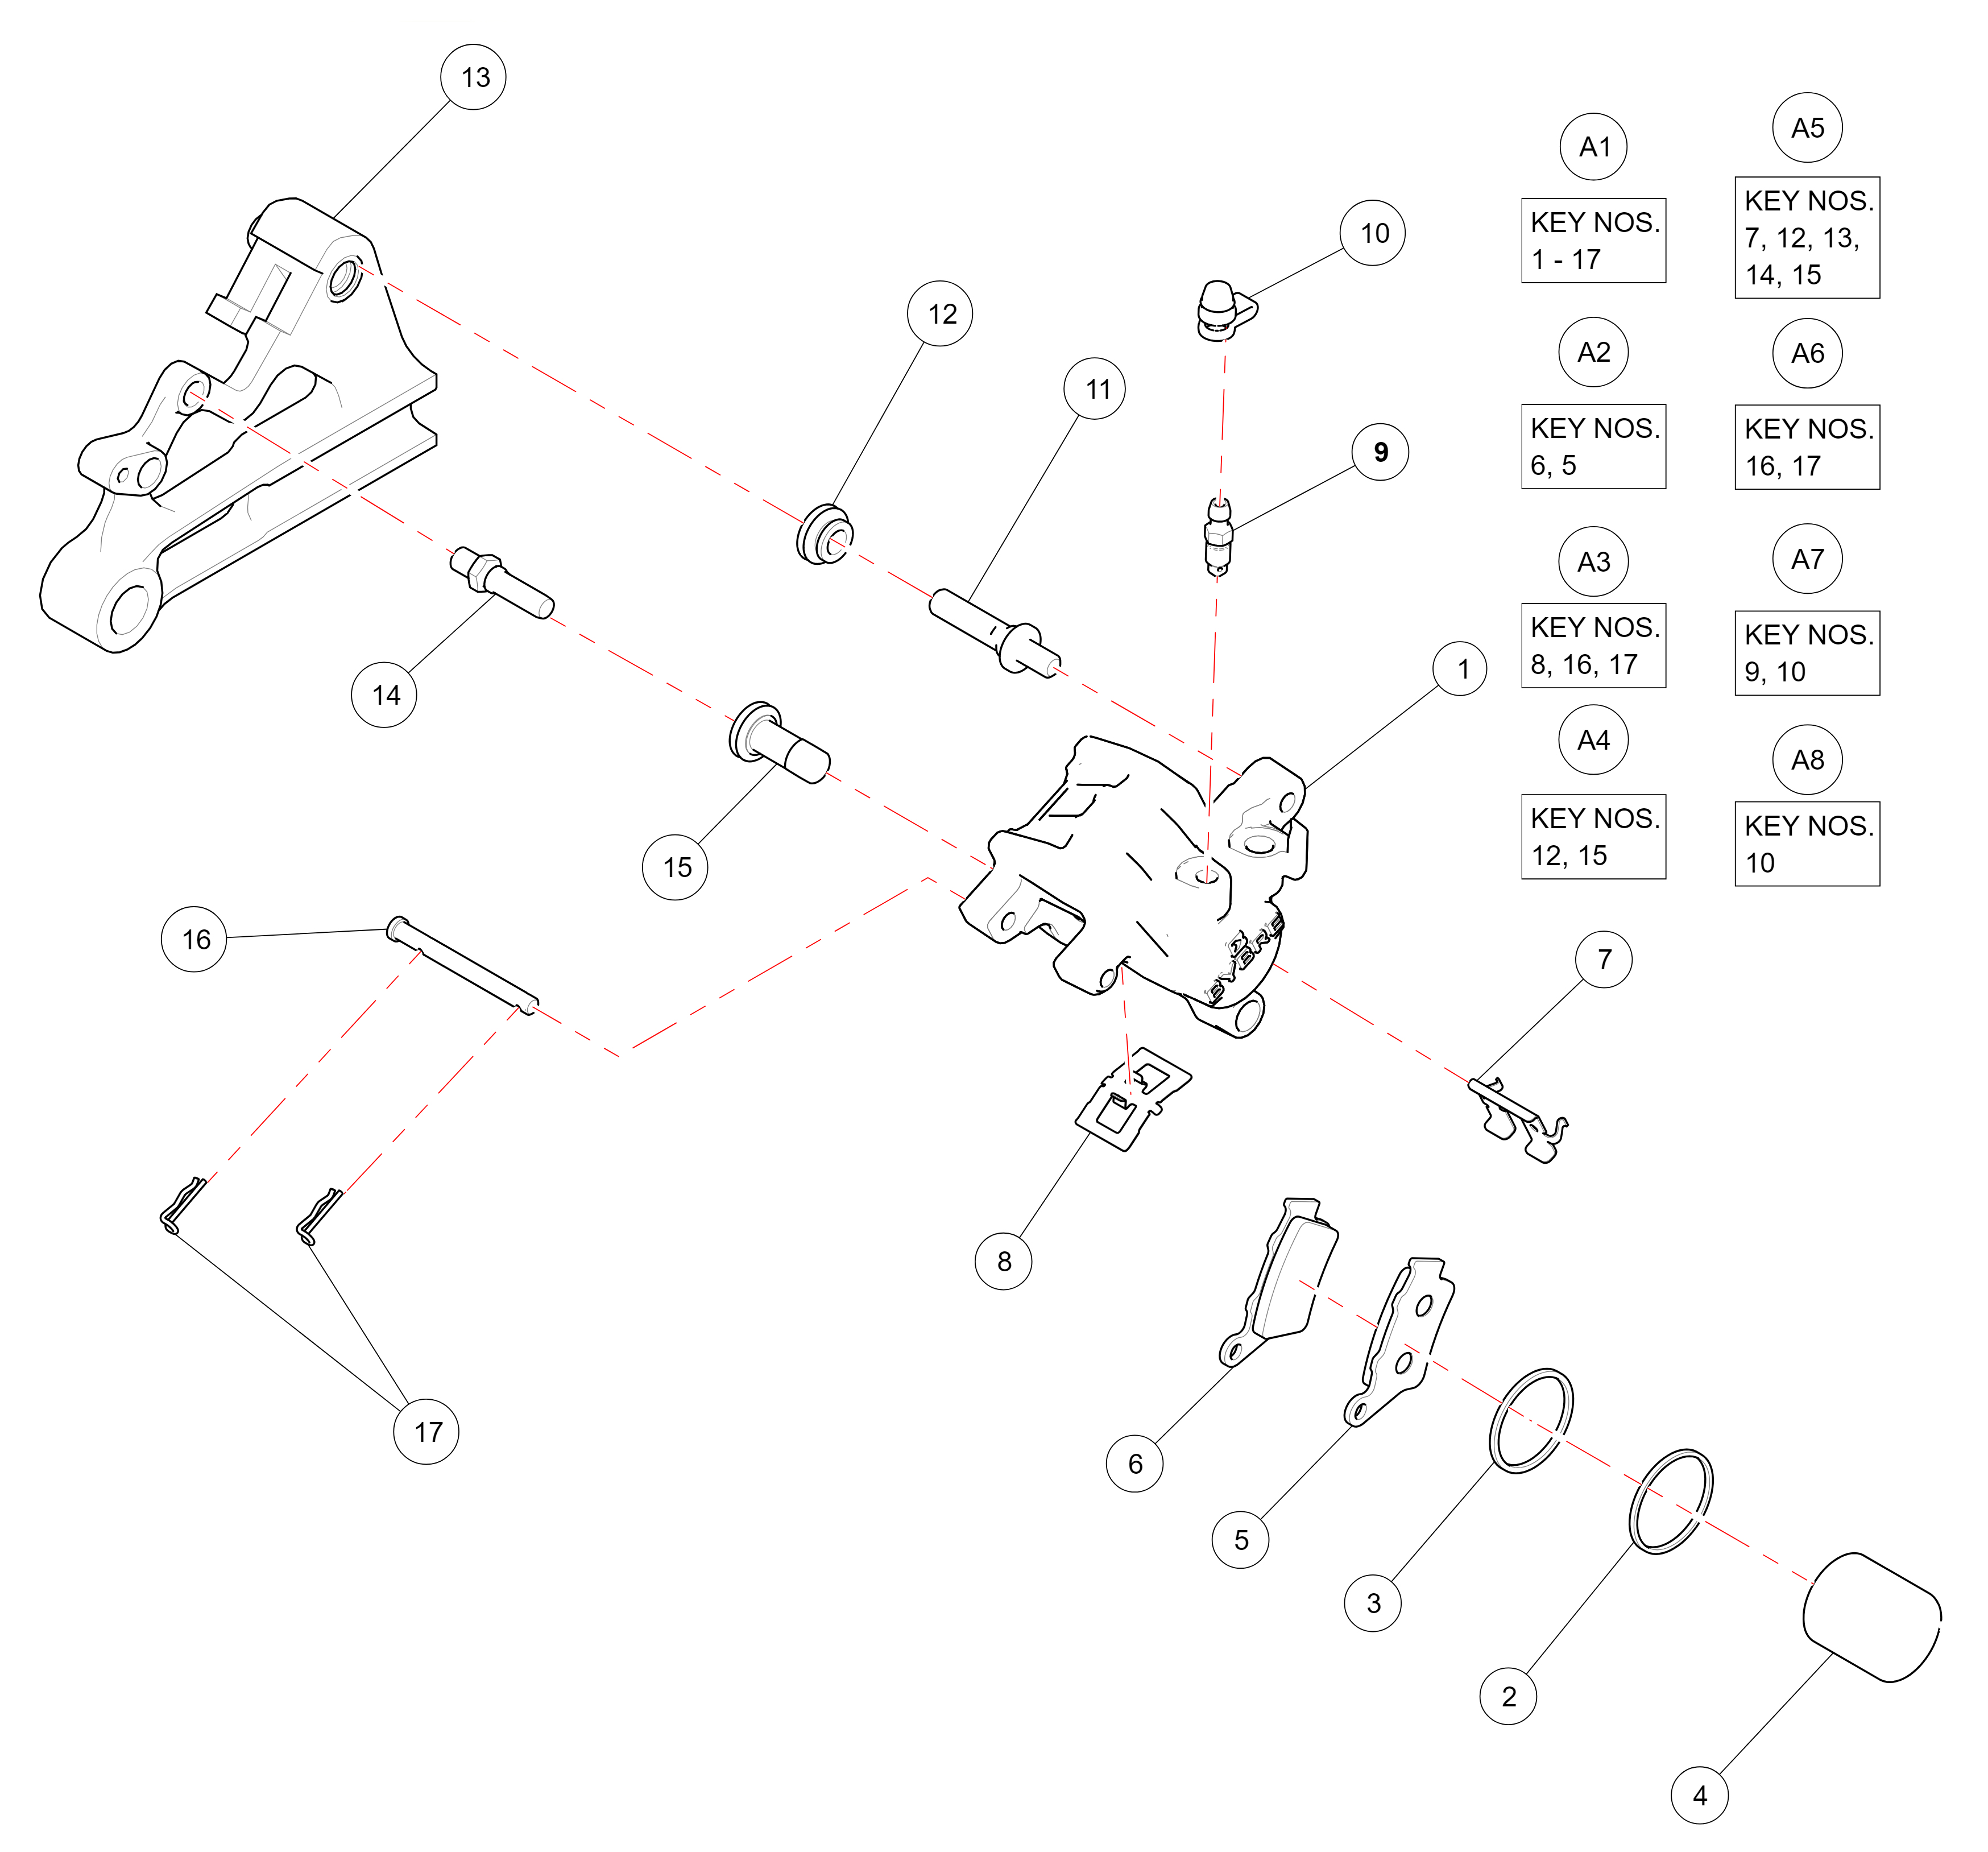 13
A1
KEY NOS.
1 - 17
A5
KEY NOS.
7, 12, 13,
14, 15
10
12
11
9
A2
KEY NOS.
6, 5
A6
KEY NOS.
16, 17
A3
KEY NOS.
8, 16, 17
A7
KEY NOS.
9, 10
14
1
A4
KEY NOS.
12, 15
A8
KEY NOS.
10
15
16
BYBRE
7
8
17
6
5
3
2
4